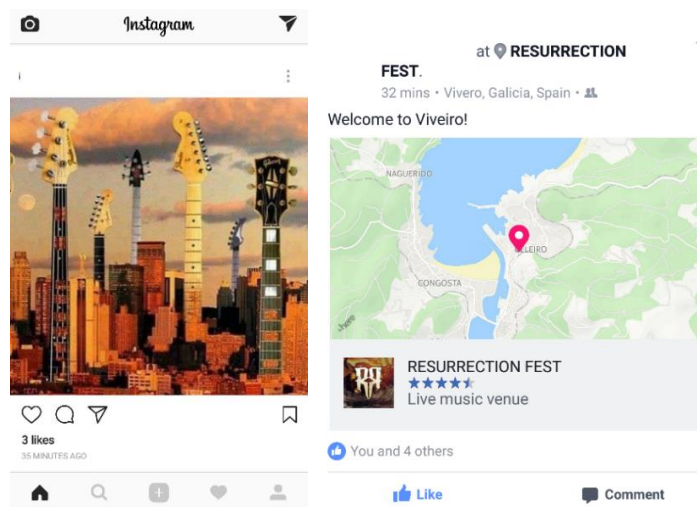 Instagram
3 likes
35 MINUTES AGO
at RESURRECTION
FEST.
32 mins • Vivero, Galicia, Spain •
Welcome to Viveiro!
NAGUERIDO
CONGOSTA
RESURRECTION FEST
Live music venue
You and 4 others
Like
Comment